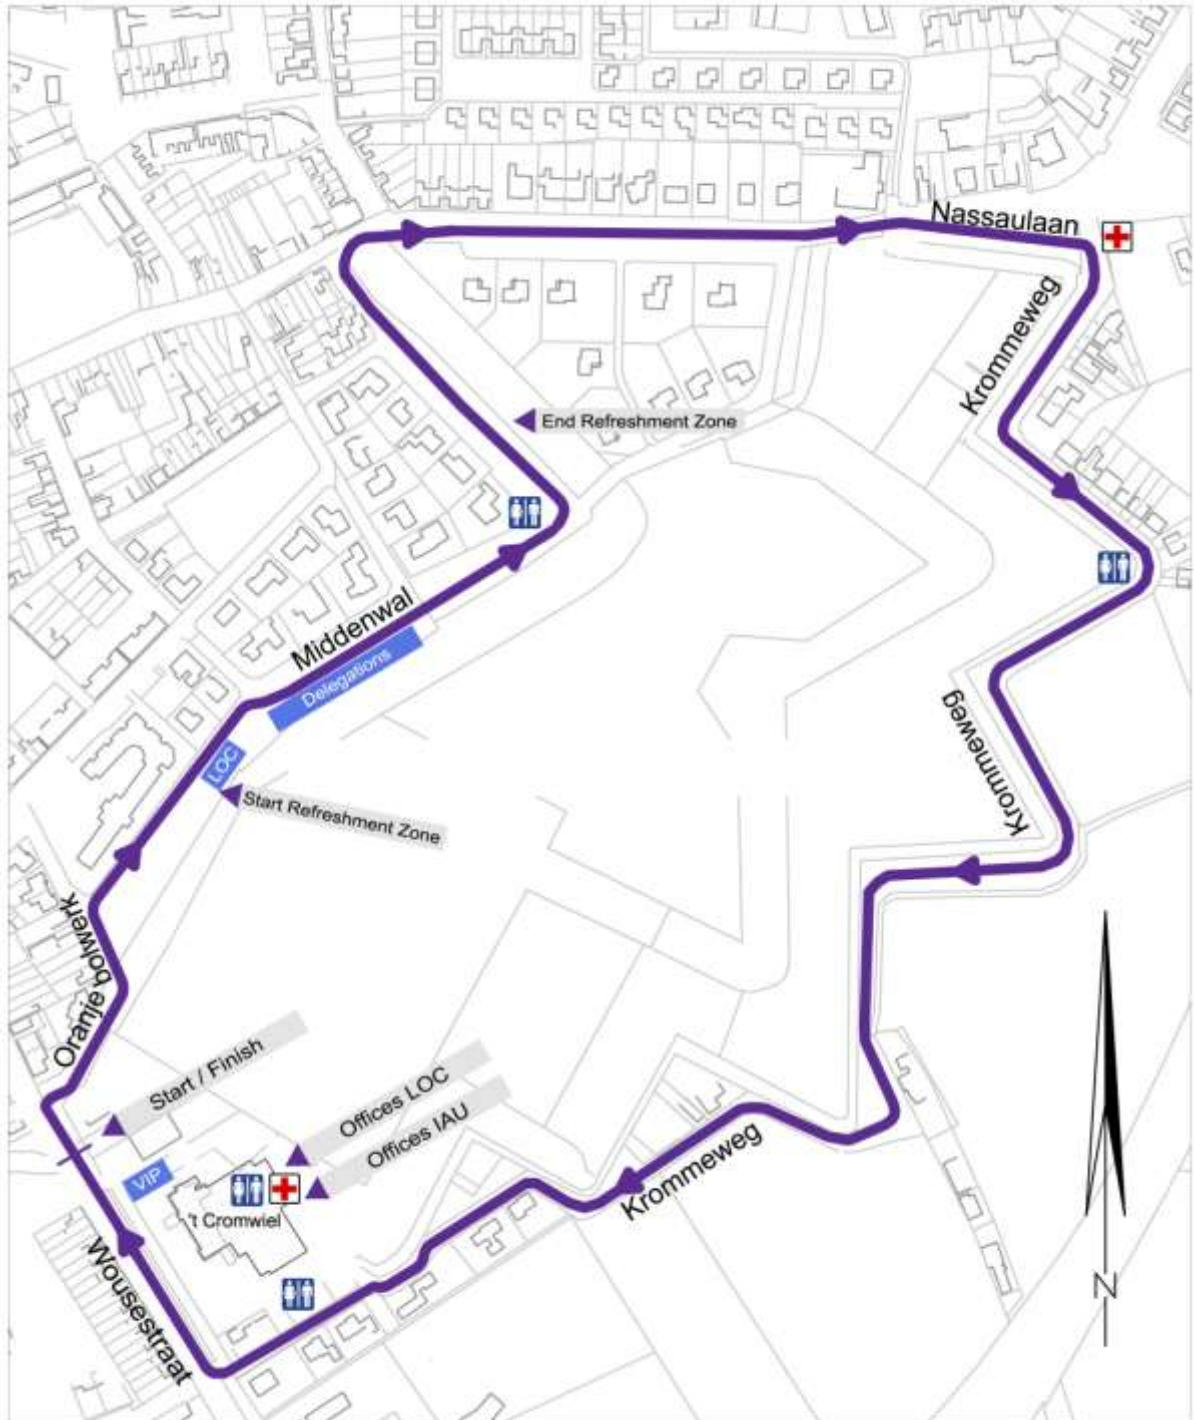 Nassaulaan
Krommeweg
End Refreshment Zone
Middenwal
Delegations
LOC
Start Refreshment Zone
Krommeweg
Oranje bolwerk
Start / Finish
Offices LOC
Offices IAU
VIP
't Cromwiel
Krommeweg
Wousestraat
N